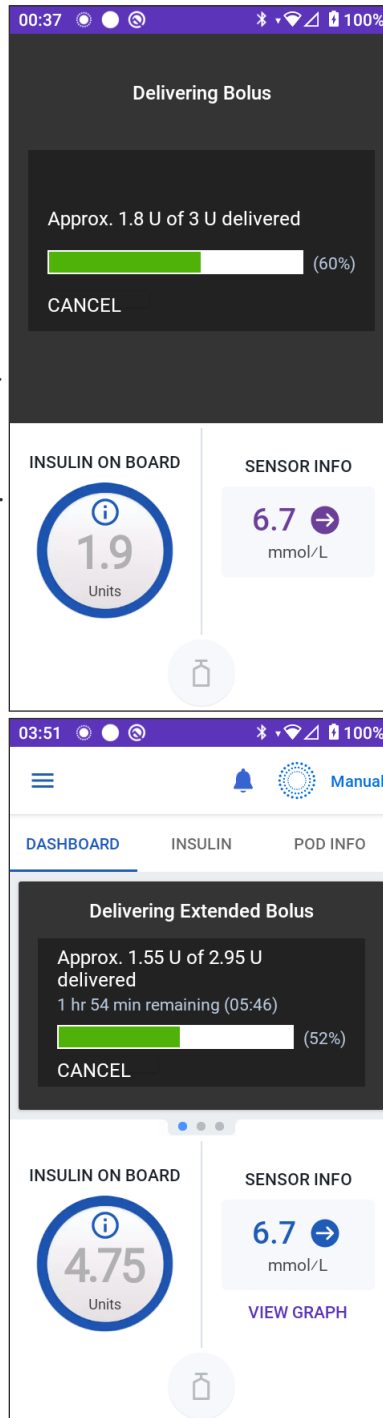 00:37 100%
Delivering Bolus
Approx. 1.8 U of 3 U delivered
(60%)
CANCEL
INSULIN ON BOARD
1.9
Units
SENSOR INFO
6.7
mmol/L
03:51 100%
Manual
DASHBOARD INSULIN POD INFO
Delivering Extended Bolus
Approx. 1.55 U of 2.95 U
delivered
1 hr 54 min remaining (05:46)
(52%)
CANCEL
INSULIN ON BOARD
4.75
Units
SENSOR INFO
6.7
mmol/L
VIEW GRAPH